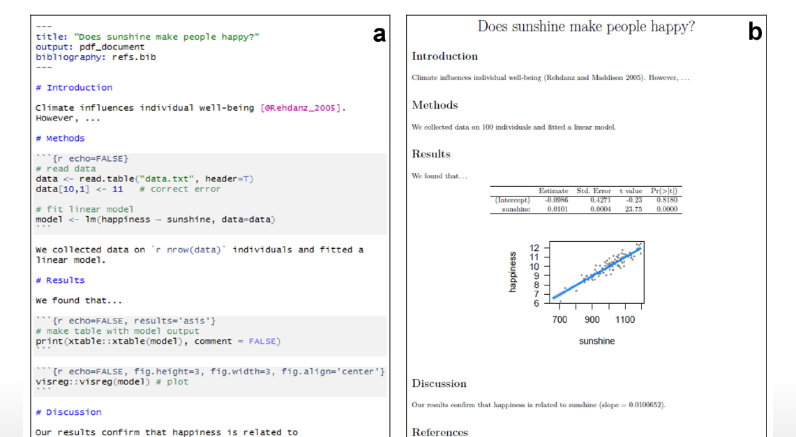 ---
title: "Does sunshine make people happy?"
output: pdf_document
bibliography: refs.bib
---
# Introduction
Climate influences individual well-being [@Rehdanz_2005].
However, ...
# Methods
```{r echo=FALSE}
# read data
data <- read.table("data.txt", header=T)
data[10,1] <- 11   # correct error
# fit linear model
model <- lm(happiness ~ sunshine, data=data)
```
We collected data on `r nrow(data)` individuals and fitted a
linear model.
# Results
We found that...
```{r echo=FALSE, results='asis'}
# make table with model output
print(xtable::xtable(model), comment = FALSE)
```
```{r echo=FALSE, fig.height=3, fig.width=3, fig.align='center'}
visreg::visreg(model) # plot
```
# Discussion
Our results confirm that happiness is related to
a
Does sunshine make people happy?
b
Introduction
Climate influences individual well-being (Rehdanz and Maddison 2005). However, ...
Methods
We collected data on 100 individuals and fitted a linear model.
Results
We found that...
Estimate Std. Error t value Pr(>|t|)
(Intercept) -0.0986 0.4271 -0.23 0.8180
sunshine 0.0101 0.0004 23.75 0.0000
happiness
12
11
10
9
8
7
6
700 900 1100
sunshine
Discussion
Our results confirm that happiness is related to sunshine (slope = 0.0100652).
References